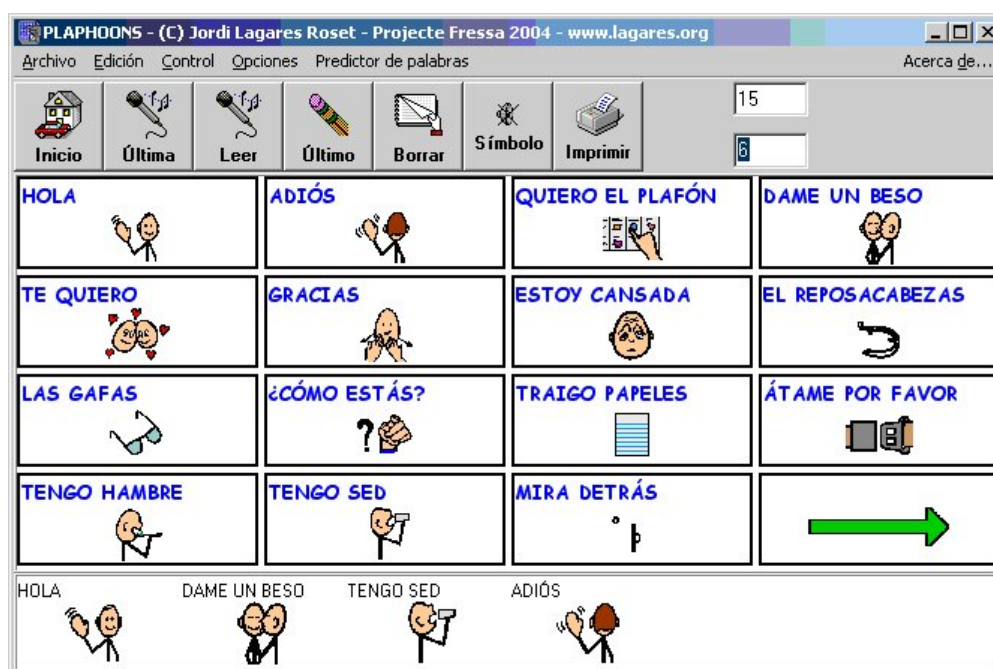 PLAPHOONS - (C) Jordi Lagares Roset - Projecte Fressa 2004 - www.lagares.org
Archivo Edición Control Opciones Predictor de palabras Acerca de...
15
Inicio Última Leer Último Borrar Símbolo Imprimir
6
HOLA ADIÓS QUIERO EL PLAFÓN DAME UN BESO
TE QUIERO GRACIAS ESTOY CANSADA EL REPOSACABEZAS
LAS GAFAS ¿CÓMO ESTÁS? TRAIGO PAPELES ÁTAME POR FAVOR
TENGO HAMBRE TENGO SED MIRA DETRÁS
HOLA DAME UN BESO TENGO SED ADIÓS